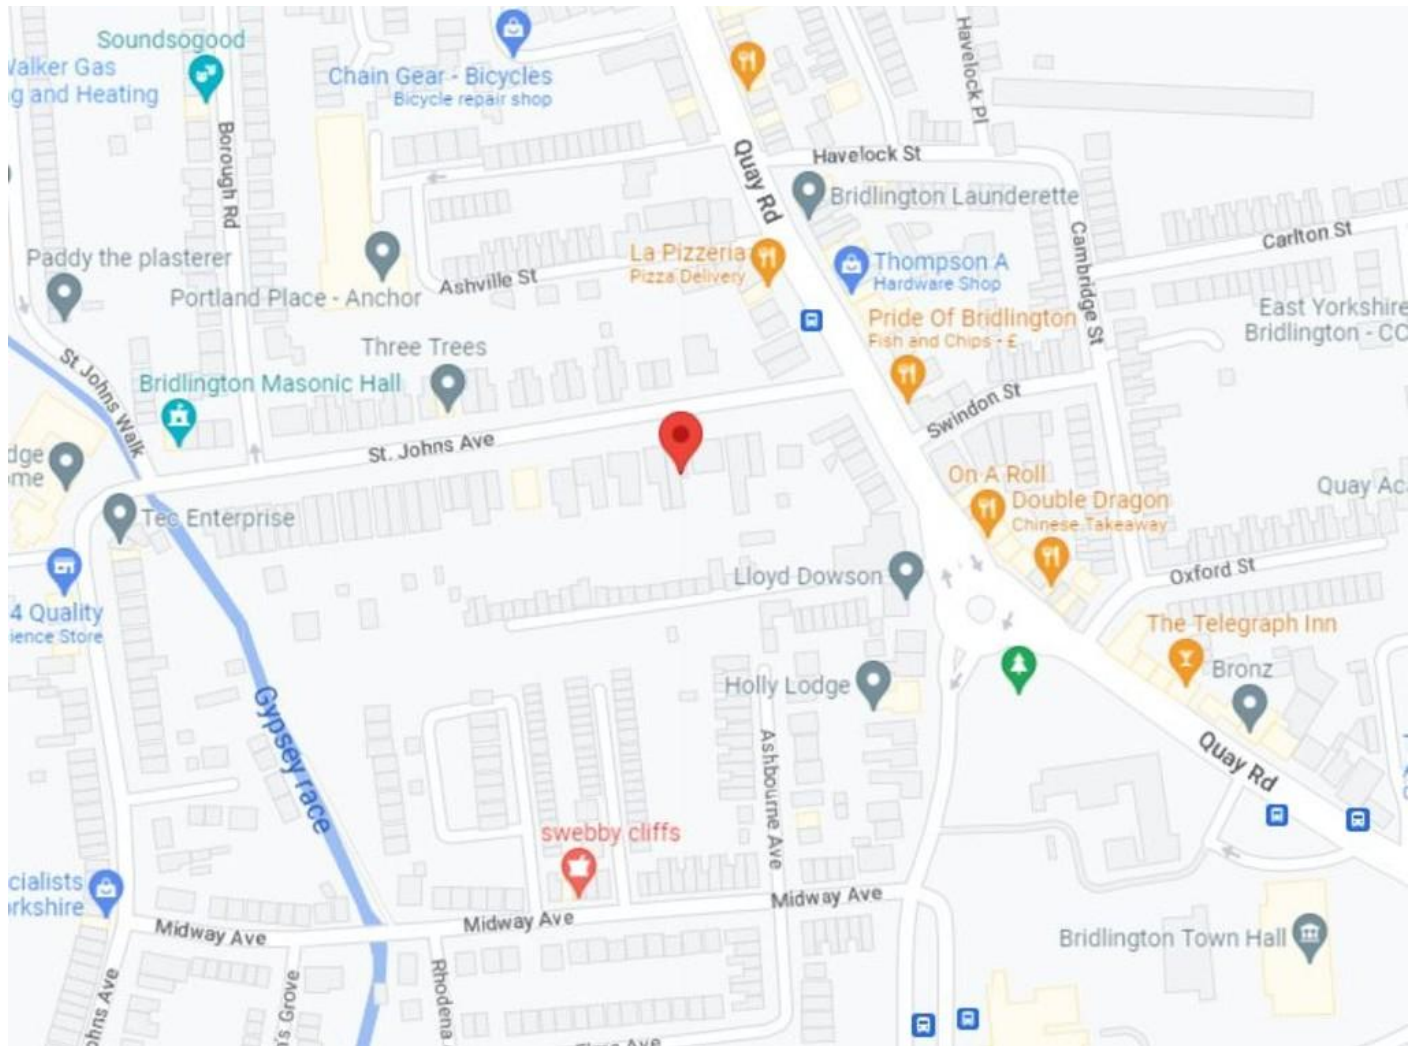 Soundsogood
Walker Gas
g and Heating
Chain Gear - Bicycles
Bicycle repair shop
Borough Rd
Quay Rd
Havelock Pl
Havelock St
Bridlington Launderette
Cambridge St
Carlton St
Paddy the plasterer
Portland Place - Anchor
Ashville St
La Pizzeria
Pizza Delivery
Thompson A
Hardware Shop
East Yorkshire
Bridlington - CO
Pride Of Bridlington
Fish and Chips - £
St Johns Walk
Three Trees
Bridlington Masonic Hall
Swindon St
St. Johns Ave
dge
ome
On A Roll
Double Dragon
Chinese Takeaway
Quay Aca
Tec Enterprise
Lloyd Dowson
Oxford St
4 Quality
ience Store
The Telegraph Inn
Holly Lodge
Bronz
Gypsey race
Ashbourne Ave
Quay Rd
swebby cliffs
cialists
orkshire
Midway Ave
Midway Ave
Midway Ave
Bridlington Town Hall
ohns Ave
's Grove
Rhodena